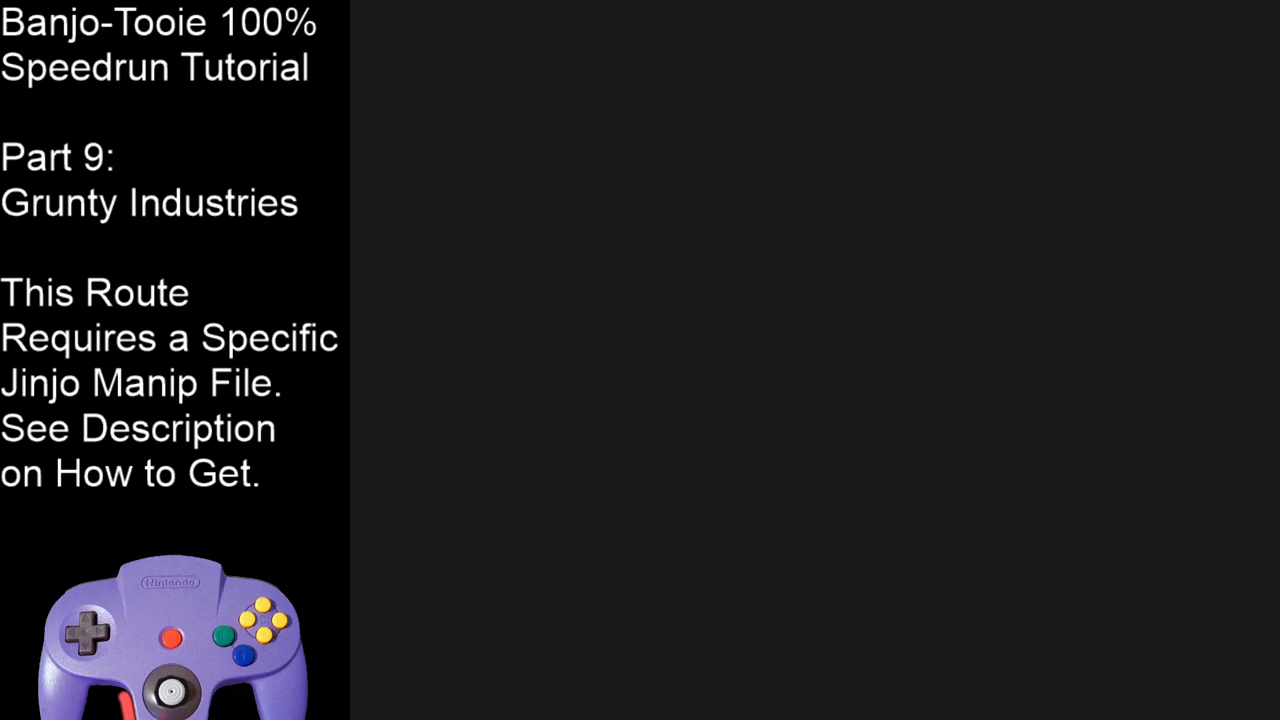 Banjo-Tooie 100%
Speedrun Tutorial
Part 9:
Grunty Industries
This Route
Requires a Specific
Jinjo Manip File.
See Description
on How to Get.
Nintendo